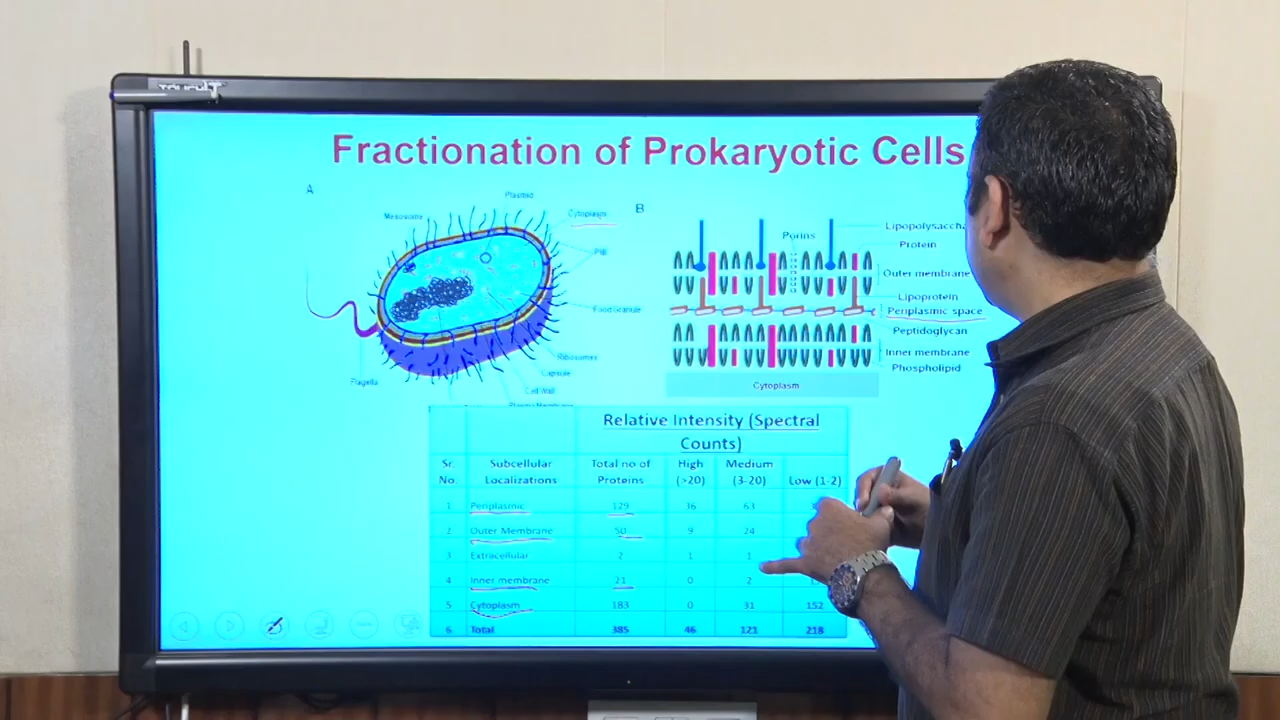 TOUCHIT
Fractionation of Prokaryotic Cells
A
Plasmid
Mesosome
Cytoplasm
Pilli
Food Granule
Ribosomes
Capsule
Cell Wall
Plasma Membrane
Flagella
B
Porins
Protein
Outer membrane
Lipoprotein
Periplasmic space
Peptidoglycan
Inner membrane
Phospholipid
Cytoplasm
Relative Intensity (Spectral
Counts)
Sr. No. Subcellular Localizations Total no of Proteins High (>20) Medium (3-20) Low (1-2)
1 Periplasmic 129 36 63
2 Outer Membrane 50 9 24
3 Extracellular 2 1 1
4 Inner membrane 21 0 2
5 Cytoplasm 183 0 31 152
6 Total 385 46 121 218